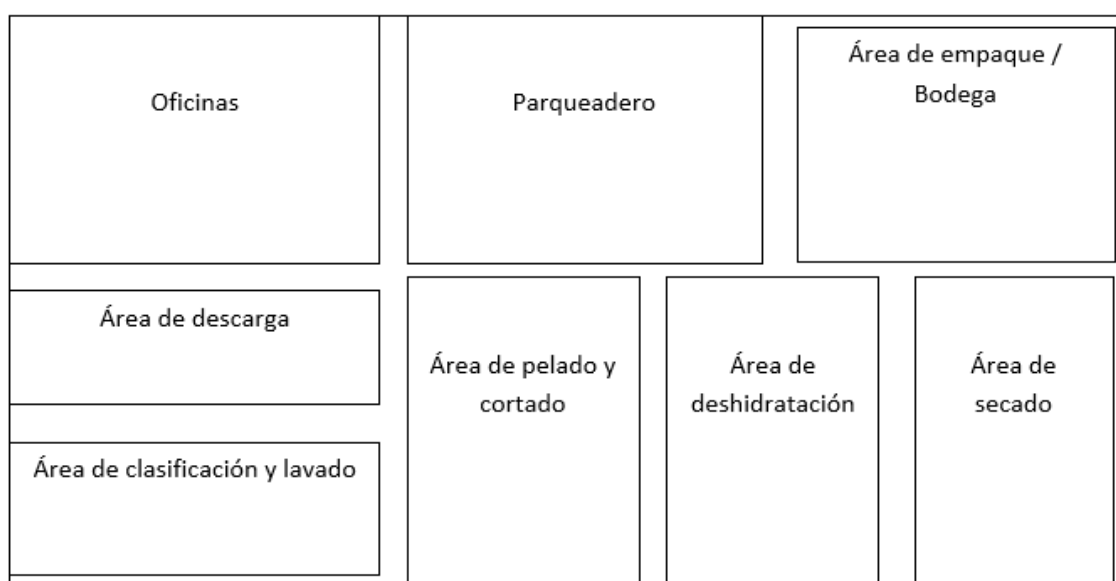 Oficinas
Parqueadero
Área de empaque /
Bodega
Área de descarga
Área de clasificación y lavado
Área de pelado y
cortado
Área de
deshidratación
Área de
secado